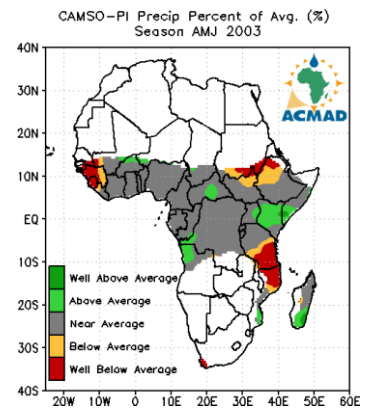 CAMSO-PI Precip Percent of Avg. (%)
Season AMJ 2003
ACMAD
40N
30N
20N
10N
EQ
10S
20S
30S
40S
Well Above Average
Above Average
Near Average
Below Average
Well Below Average
20W 10W 0 10E 20E 30E 40E 50E 60E